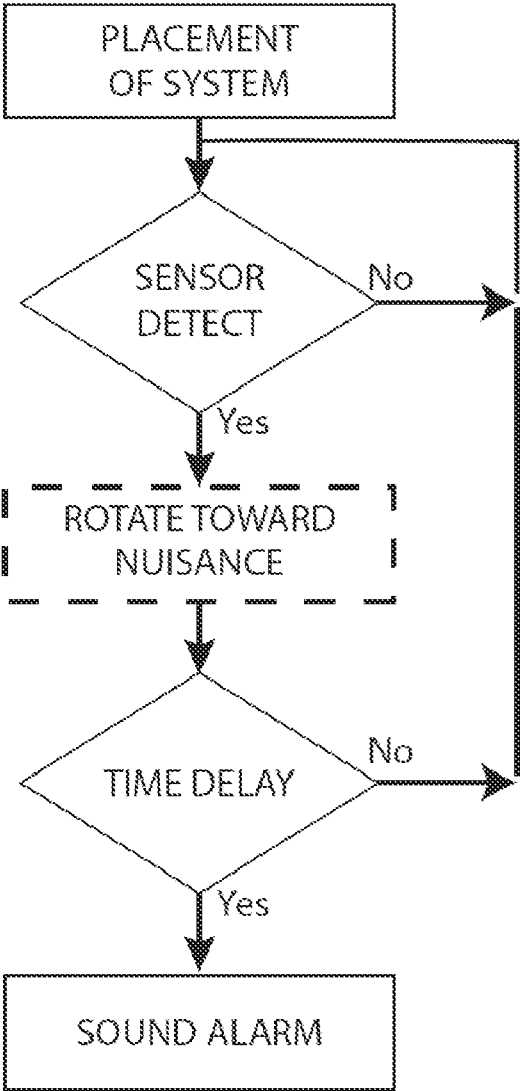 PLACEMENT
OF SYSTEM
SENSOR
DETECT
No
Yes
ROTATE TOWARD
NUISANCE
TIME DELAY
No
Yes
SOUND ALARM